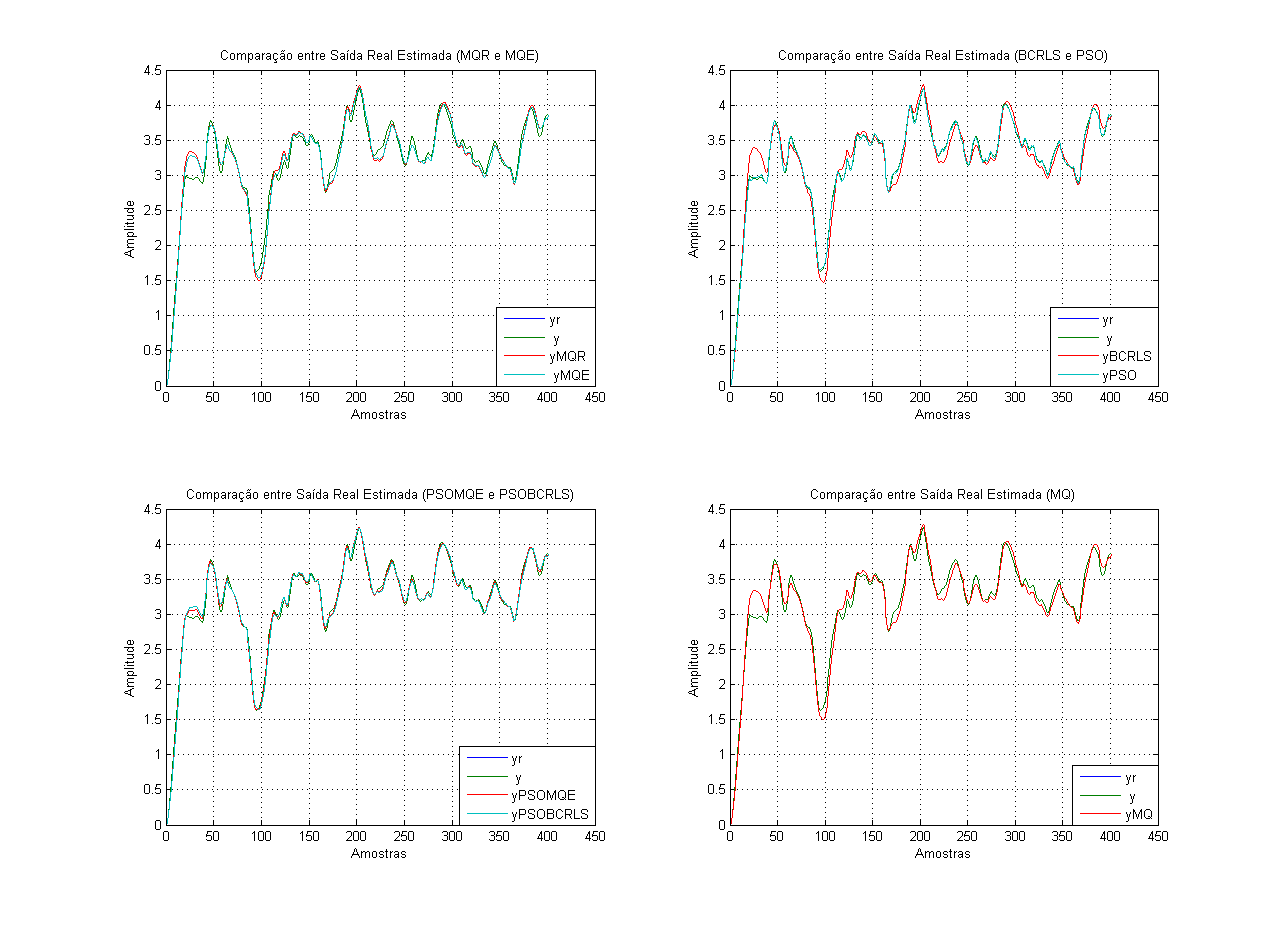 Comparação entre Saída Real Estimada (MQR e MQE)
4.5
4
3.5
3
2.5
2
1.5
1
0.5
0
Amplitude
0 50 100 150 200 250 300 350 400 450
Amostras
yr
y
yMQR
yMQE
Comparação entre Saída Real Estimada (BCRLS e PSO)
4.5
4
3.5
3
2.5
2
1.5
1
0.5
0
Amplitude
0 50 100 150 200 250 300 350 400 450
Amostras
yr
y
yBCRLS
yPSO
Comparação entre Saída Real Estimada (PSOMQE e PSOBCRLS)
4.5
4
3.5
3
2.5
2
1.5
1
0.5
0
Amplitude
0 50 100 150 200 250 300 350 400 450
Amostras
yr
y
yPSOMQE
yPSOBCRLS
Comparação entre Saída Real Estimada (MQ)
4.5
4
3.5
3
2.5
2
1.5
1
0.5
0
Amplitude
0 50 100 150 200 250 300 350 400 450
Amostras
yr
y
yMQ